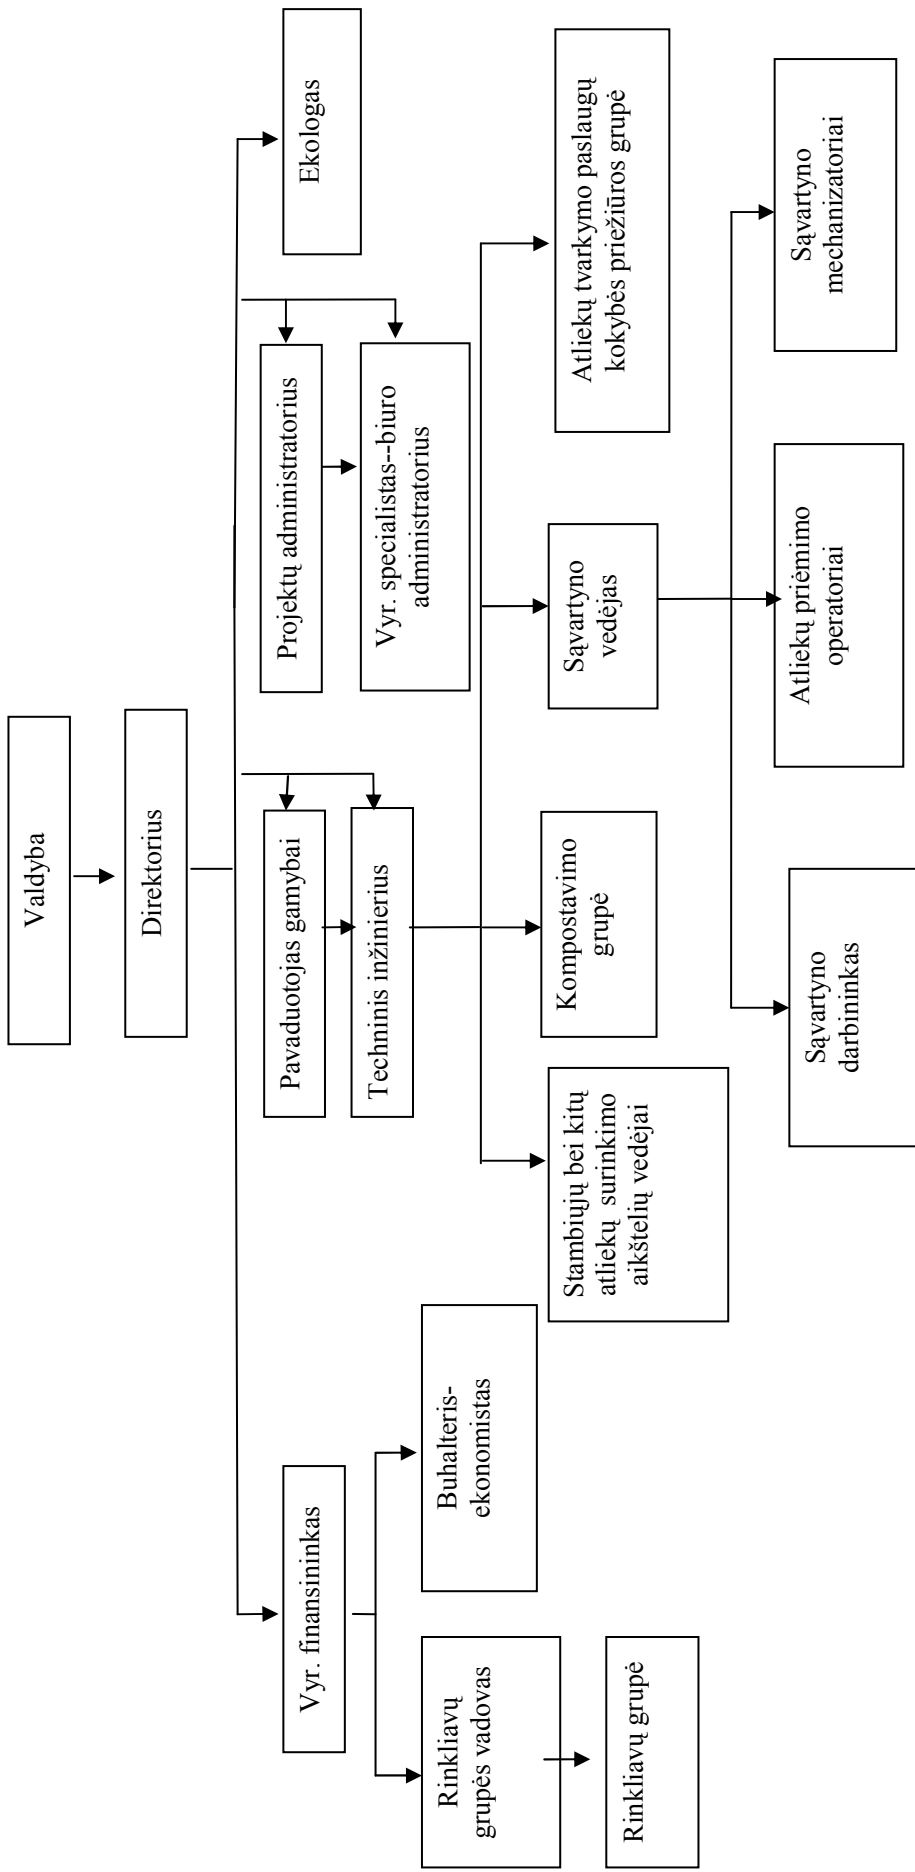 Valdyba
Direktorius
Vyr. finansininkas
Pavaduotojas gamybai
Techninis inžinierius
Projektų administratorius
Vyr. specialistas--biuro
administratorius
Ekologas
Rinkliavų
grupės vadovas
Buhalteris-
ekonomistas
Rinkliavų grupė
Stambiųjų bei kitų
atliekų surinkimo
aikštelių vedėjai
Kompostavimo
grupė
Sąvartyno
vedėjas
Atliekų tvarkymo paslaugų
kokybės priežiūros grupė
Sąvartyno
darbininkas
Atliekų priėmimo
operatoriai
Sąvartyno
mechanizatoriai